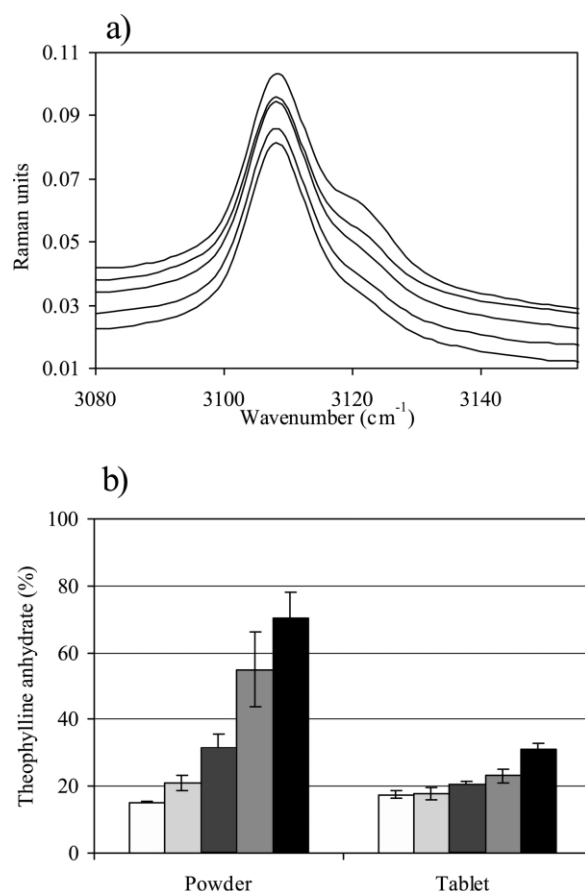 a)
0.11
0.09
0.07
0.05
0.03
0.01
Raman units
3080 3100 3120 3140
Wavenumber (cm⁻¹)
b)
100
80
60
40
20
0
Theophylline anhydrate (%)
Powder Tablet